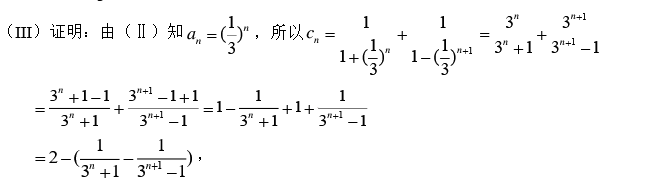 （III）证明：由（Ⅱ）知 $a_n = (\frac{1}{3})^n$，所以 $c_n = \frac{1}{1+(\frac{1}{3})^n} + \frac{1}{1-(\frac{1}{3})^{n+1}} = \frac{3^n}{3^n+1} + \frac{3^{n+1}}{3^{n+1}-1}$
$= \frac{3^n+1-1}{3^n+1} + \frac{3^{n+1}-1+1}{3^{n+1}-1} = 1 - \frac{1}{3^n+1} + 1 + \frac{1}{3^{n+1}-1}$
$= 2 - (\frac{1}{3^n+1} - \frac{1}{3^{n+1}-1})$，